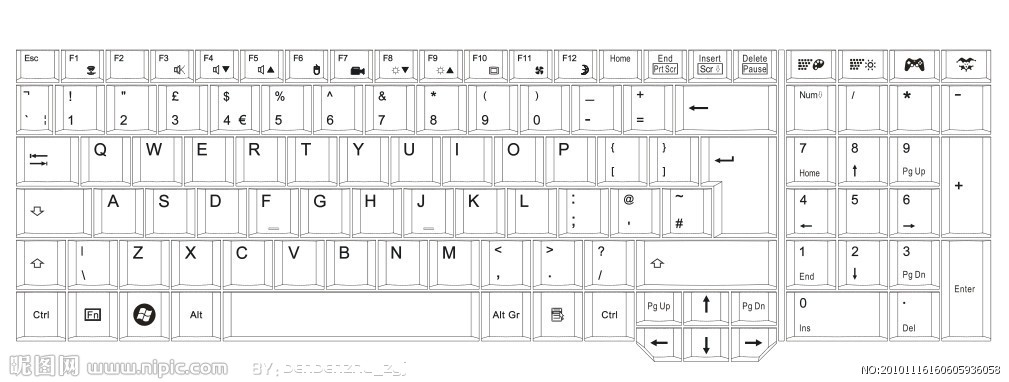 Esc F1 F2 F3 F4 F5 F6 F7 F8 F9 F10 F11 F12 Home End Prt Scr Insert Scr Delete Pause
¬ ! " £ $ % ^ & * ( ) _ + Num / * -
` ¦ 1 2 3 4 € 5 6 7 8 9 0 - =
Q W E R T Y U I O P { } 7 8 9
[ ] Home ↑ Pg Up +
A S D F G H J K L : @ ~ 4 5 6
; ' # ← →
| Z X C V B N M < > ? 1 2 3
\ , . / End ↓ Pg Dn Enter
Ctrl Fn Alt Alt Gr Ctrl Pg Up ↑ Pg Dn 0 .
Ins Del
← ↓ →
昵图网 www.nipic.com BY: NO:20101116160605936058